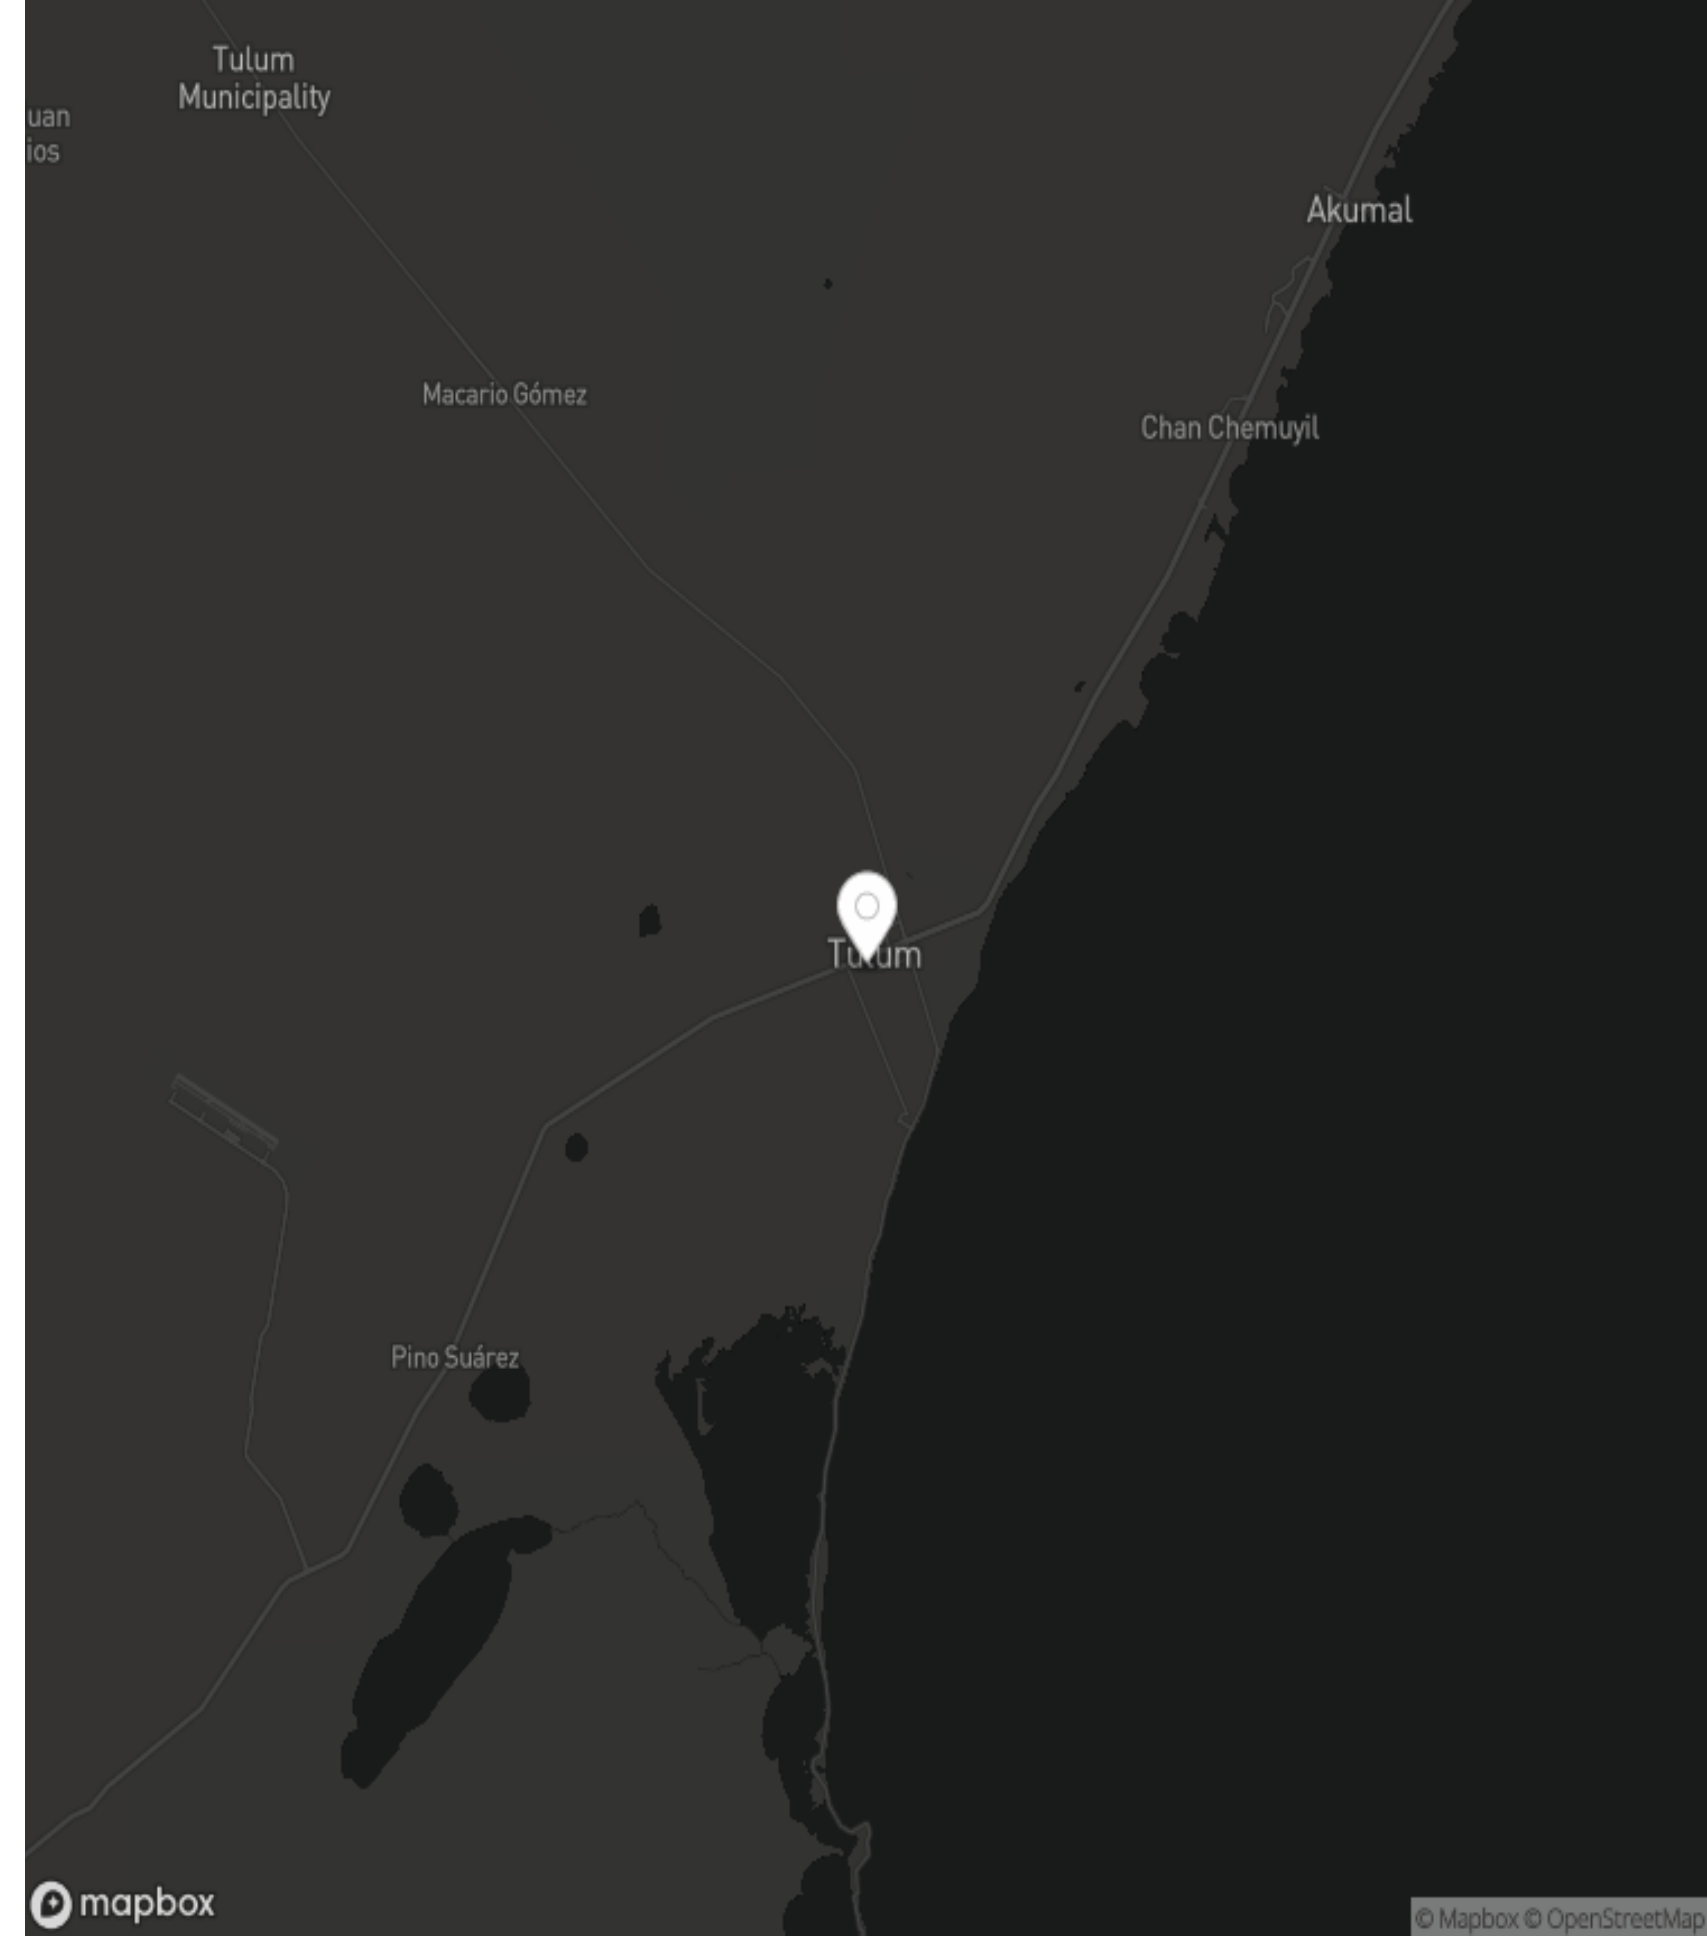 Tulum
Municipality
uan
ios
Akumal
Macario Gómez
Chan Chemuyil
Tulum
Pino Suárez
mapbox
© Mapbox © OpenStreetMap